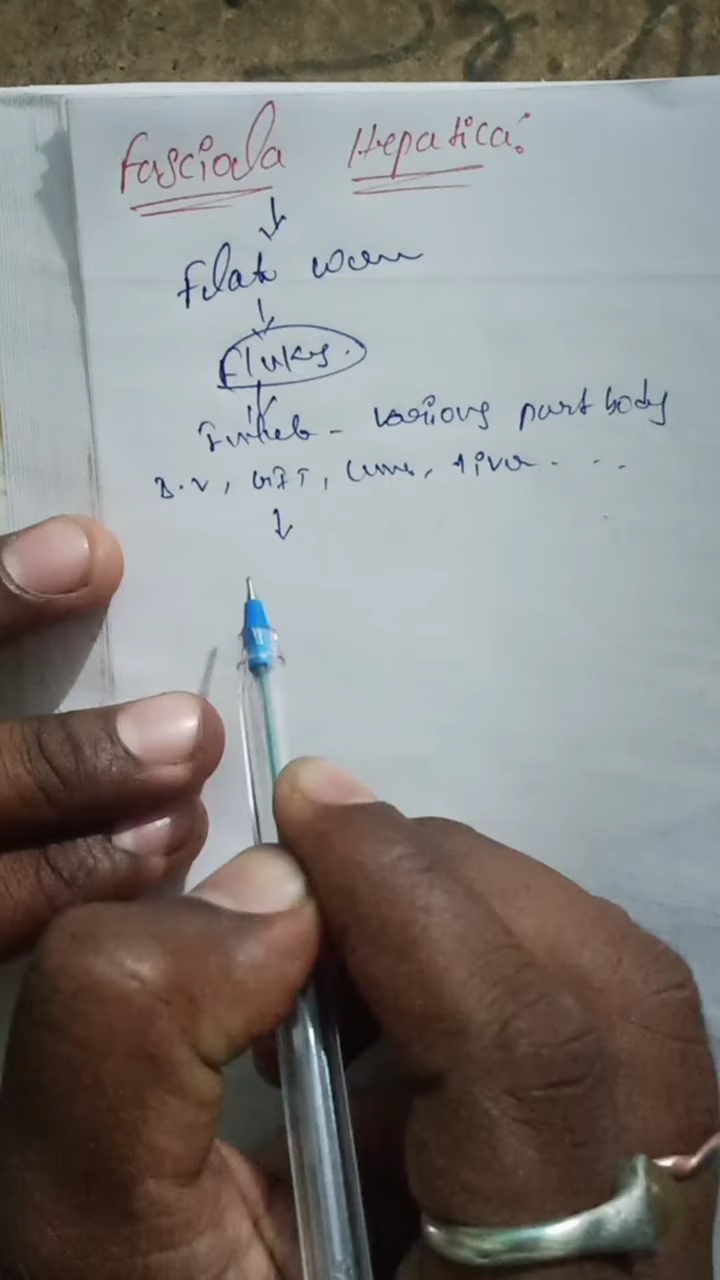 Fasciola Hepatica:
Flat worm
Flukes.
Infect - various part body
B.V, GIT, Lung, liver - ...